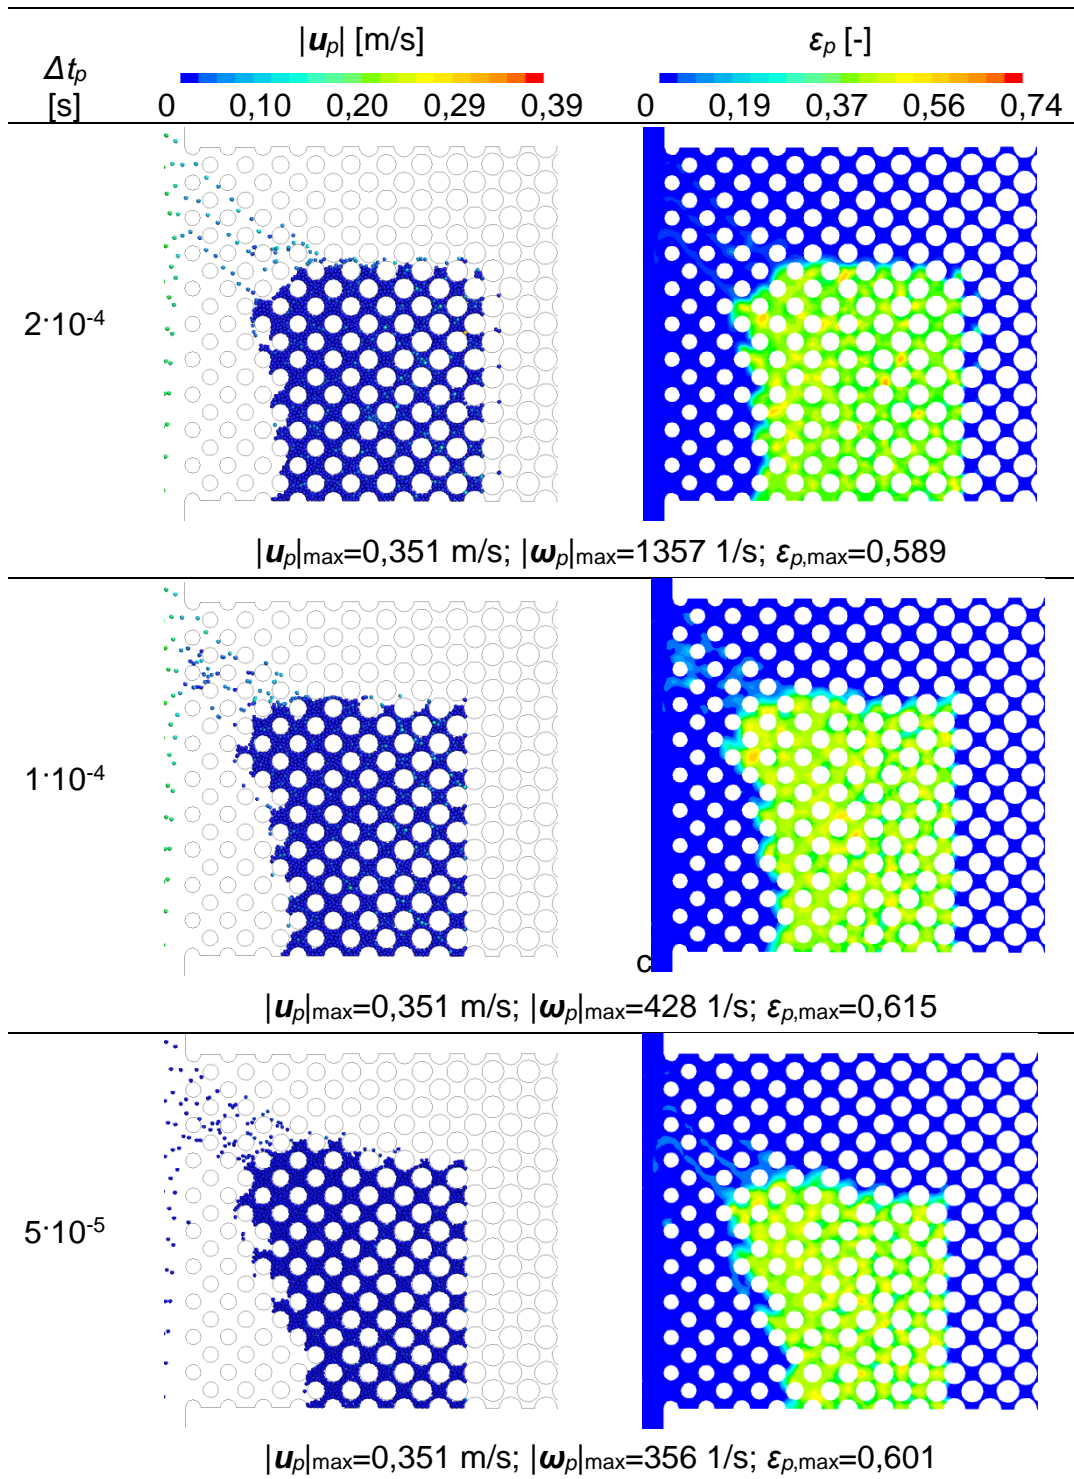 |u_p| [m/s] ε_p [-]
Δt_p
[s]
0 0,10 0,20 0,29 0,39 0 0,19 0,37 0,56 0,74
2·10⁻⁴
|u_p|max=0,351 m/s; |ω_p|max=1357 1/s; ε_p,max=0,589
1·10⁻⁴
c
|u_p|max=0,351 m/s; |ω_p|max=428 1/s; ε_p,max=0,615
5·10⁻⁵
|u_p|max=0,351 m/s; |ω_p|max=356 1/s; ε_p,max=0,601